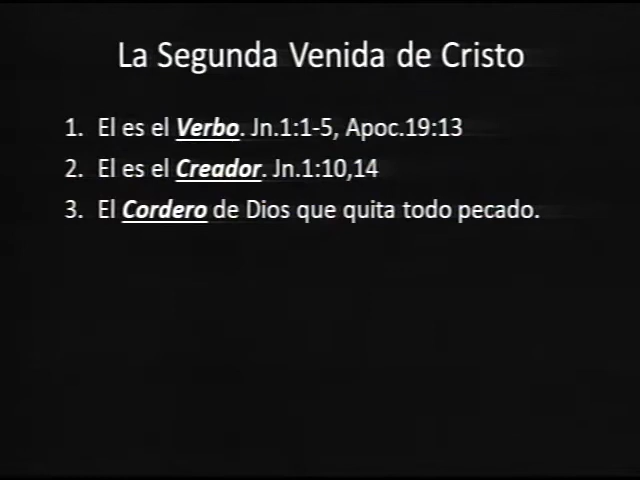 La Segunda Venida de Cristo
1. El es el Verbo. Jn.1:1-5, Apoc.19:13
2. El es el Creador. Jn.1:10,14
3. El Cordero de Dios que quita todo pecado.